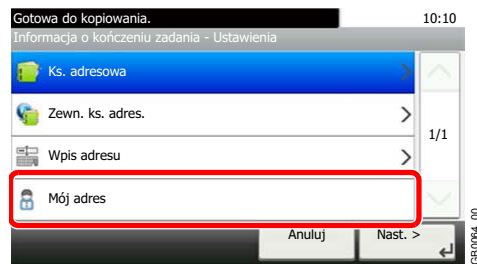 Gotowa do kopiowania. 10:10
Informacja o kończeniu zadania - Ustawienia
Ks. adresowa
Zewn. ks. adres.
1/1
Wpis adresu
Mój adres
Anuluj Nast. >
GB0064_00